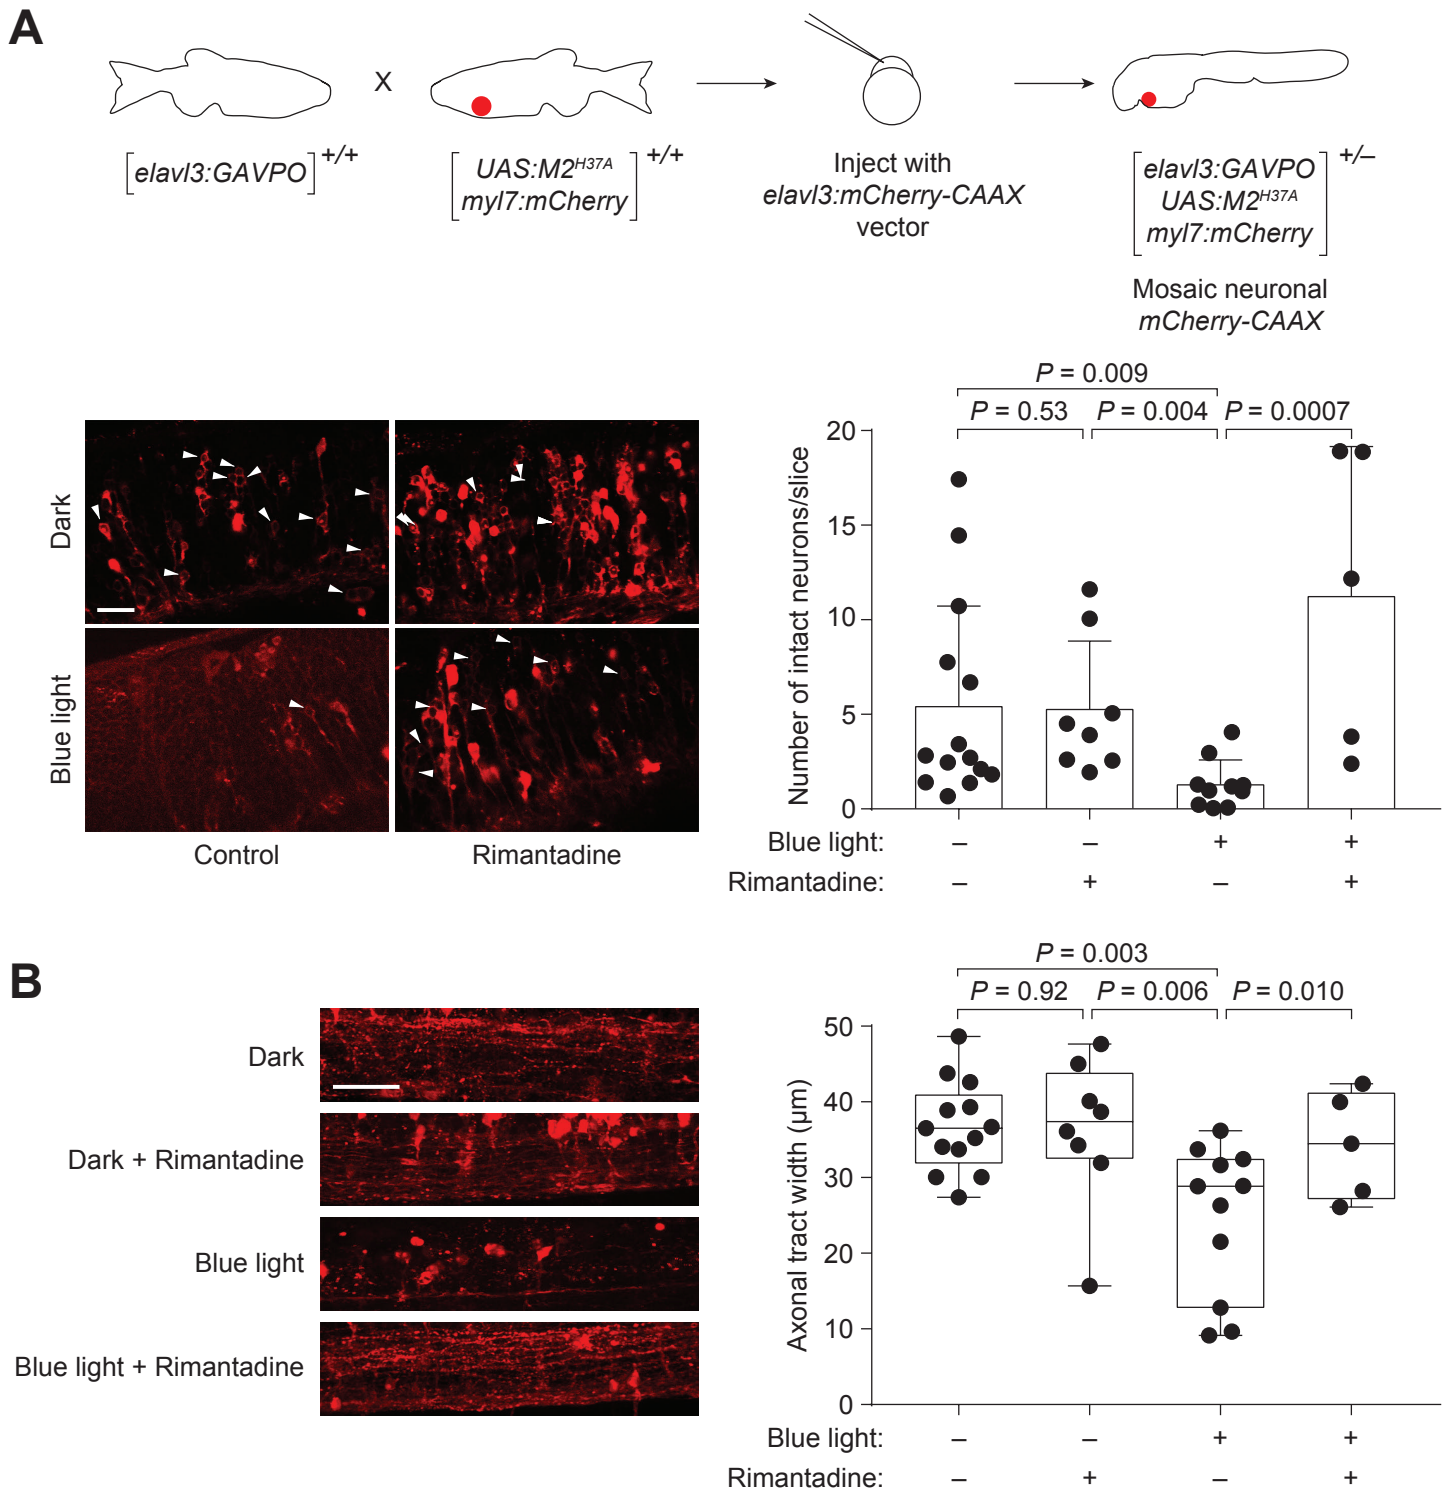 A
X
[elavl3:GAVPO]+/+
[UAS:M2H37A
myl7:mCherry]+/+
Inject with
elavl3:mCherry-CAAX
vector
[elavl3:GAVPO
UAS:M2H37A
myl7:mCherry]+/–
Mosaic neuronal
mCherry-CAAX
Dark
Blue light
Control
Rimantadine
P = 0.009
P = 0.53
P = 0.004
P = 0.0007
Number of intact neurons/slice
20
15
10
5
0
Blue light: – – + +
Rimantadine: – + – +
B
Dark
Dark + Rimantadine
Blue light
Blue light + Rimantadine
P = 0.003
P = 0.92
P = 0.006
P = 0.010
Axonal tract width (μm)
50
40
30
20
10
0
Blue light: – – + +
Rimantadine: – + – +